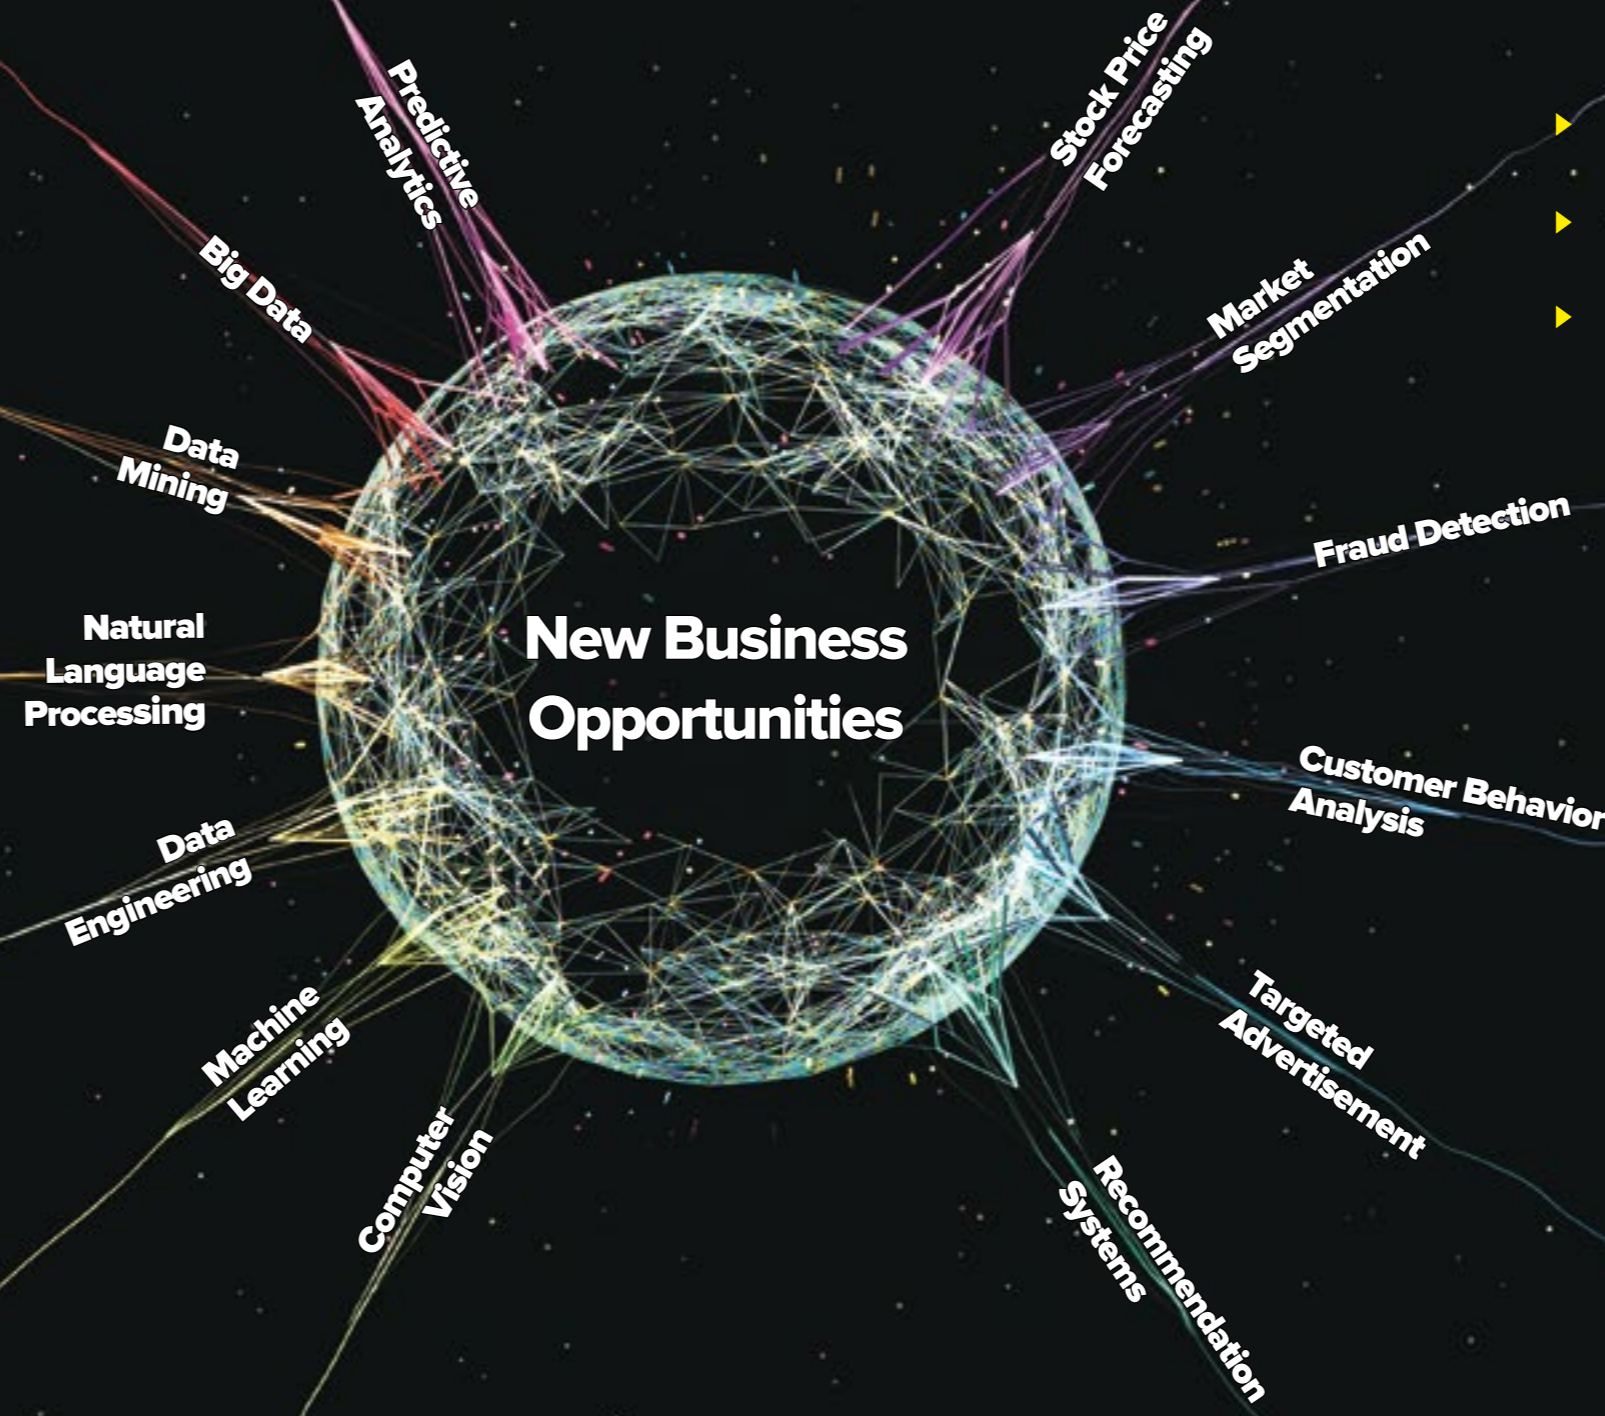 Predictive
Analytics
Big Data
Data
Mining
Natural
Language
Processing
Data
Engineering
Machine
Learning
Computer
Vision
New Business
Opportunities
Stock Price
Forecasting
Market
Segmentation
Fraud Detection
Customer Behavior
Analysis
Targeted
Advertisement
Recommendation
Systems